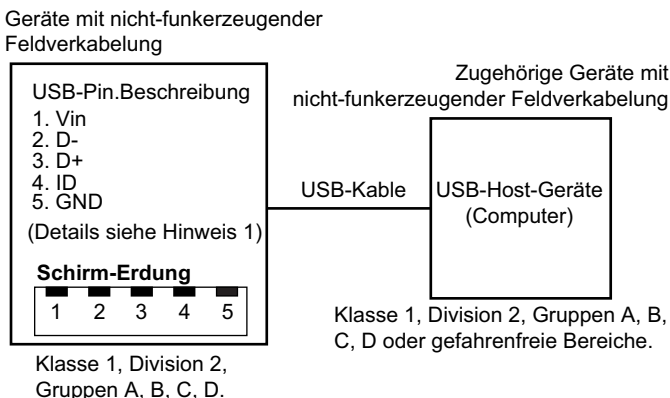 Geräte mit nicht-funkerzeugender
Feldverkabelung
USB-Pin.Beschreibung
1. Vin
2. D-
3. D+
4. ID
5. GND
(Details siehe Hinweis 1)
Schirm-Erdung
1 2 3 4 5
Klasse 1, Division 2,
Gruppen A, B, C, D.
USB-Kable
Zugehörige Geräte mit
nicht-funkerzeugender Feldverkabelung
USB-Host-Geräte
(Computer)
Klasse 1, Division 2, Gruppen A, B,
C, D oder gefahrenfreie Bereiche.